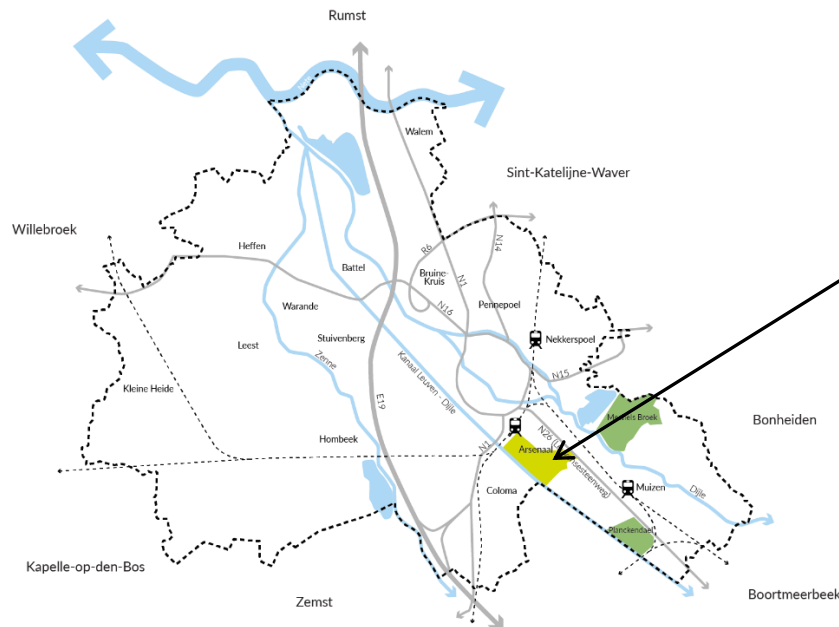 Rumst
Walem
Sint-Katelijne-Waver
Willebroek
Heffen
Battel
R6
N14
Bruine-
Kruis
N1
Pennepoel
N16
Warande
Stuivenberg
Nekkerspoel
Leest
Zenne
Kanaal Leuven - Dijle
N15
Kleine Heide
E19
Mechels Broek
Bonheiden
Hombeek
N1
Arsenaal
N26
Coloma
Muizen
Dijle
Planckendael
Kapelle-op-den-Bos
Zemst
Boortmeerbeek